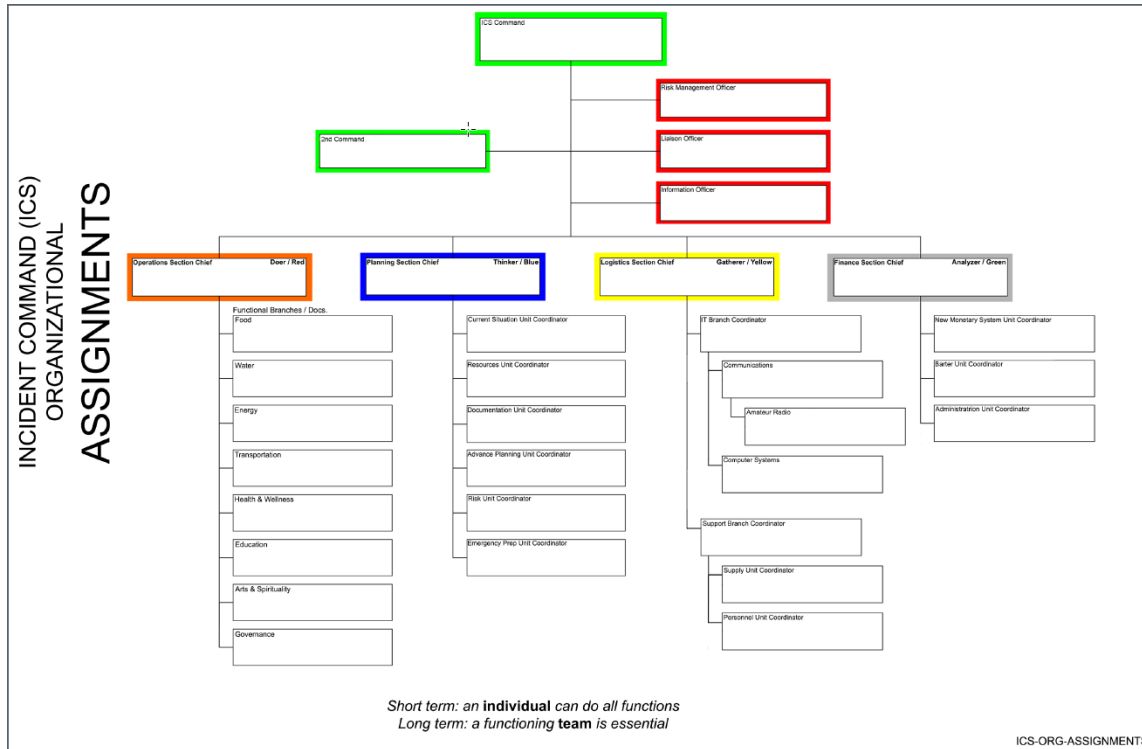 INCIDENT COMMAND (ICS)
ORGANIZATIONAL
ASSIGNMENTS
ICS Command
Risk Management Officer
2nd Command
Liaison Officer
Information Officer
Operations Section Chief Doer / Red
Planning Section Chief Thinker / Blue
Logistics Section Chief Gatherer / Yellow
Finance Section Chief Analyzer / Green
Functional Branches / Docs.
Food
Water
Energy
Transportation
Health & Wellness
Education
Arts & Spirituality
Governance
Current Situation Unit Coordinator
Resources Unit Coordinator
Documentation Unit Coordinator
Advance Planning Unit Coordinator
Risk Unit Coordinator
Emergency Prep Unit Coordinator
IT Branch Coordinator
Communications
Amateur Radio
Computer Systems
Support Branch Coordinator
Supply Unit Coordinator
Personnel Unit Coordinator
New Monetary System Unit Coordinator
Barter Unit Coordinator
Administration Unit Coordinator
Short term: an individual can do all functions
Long term: a functioning team is essential
ICS-ORG-ASSIGNMENTS